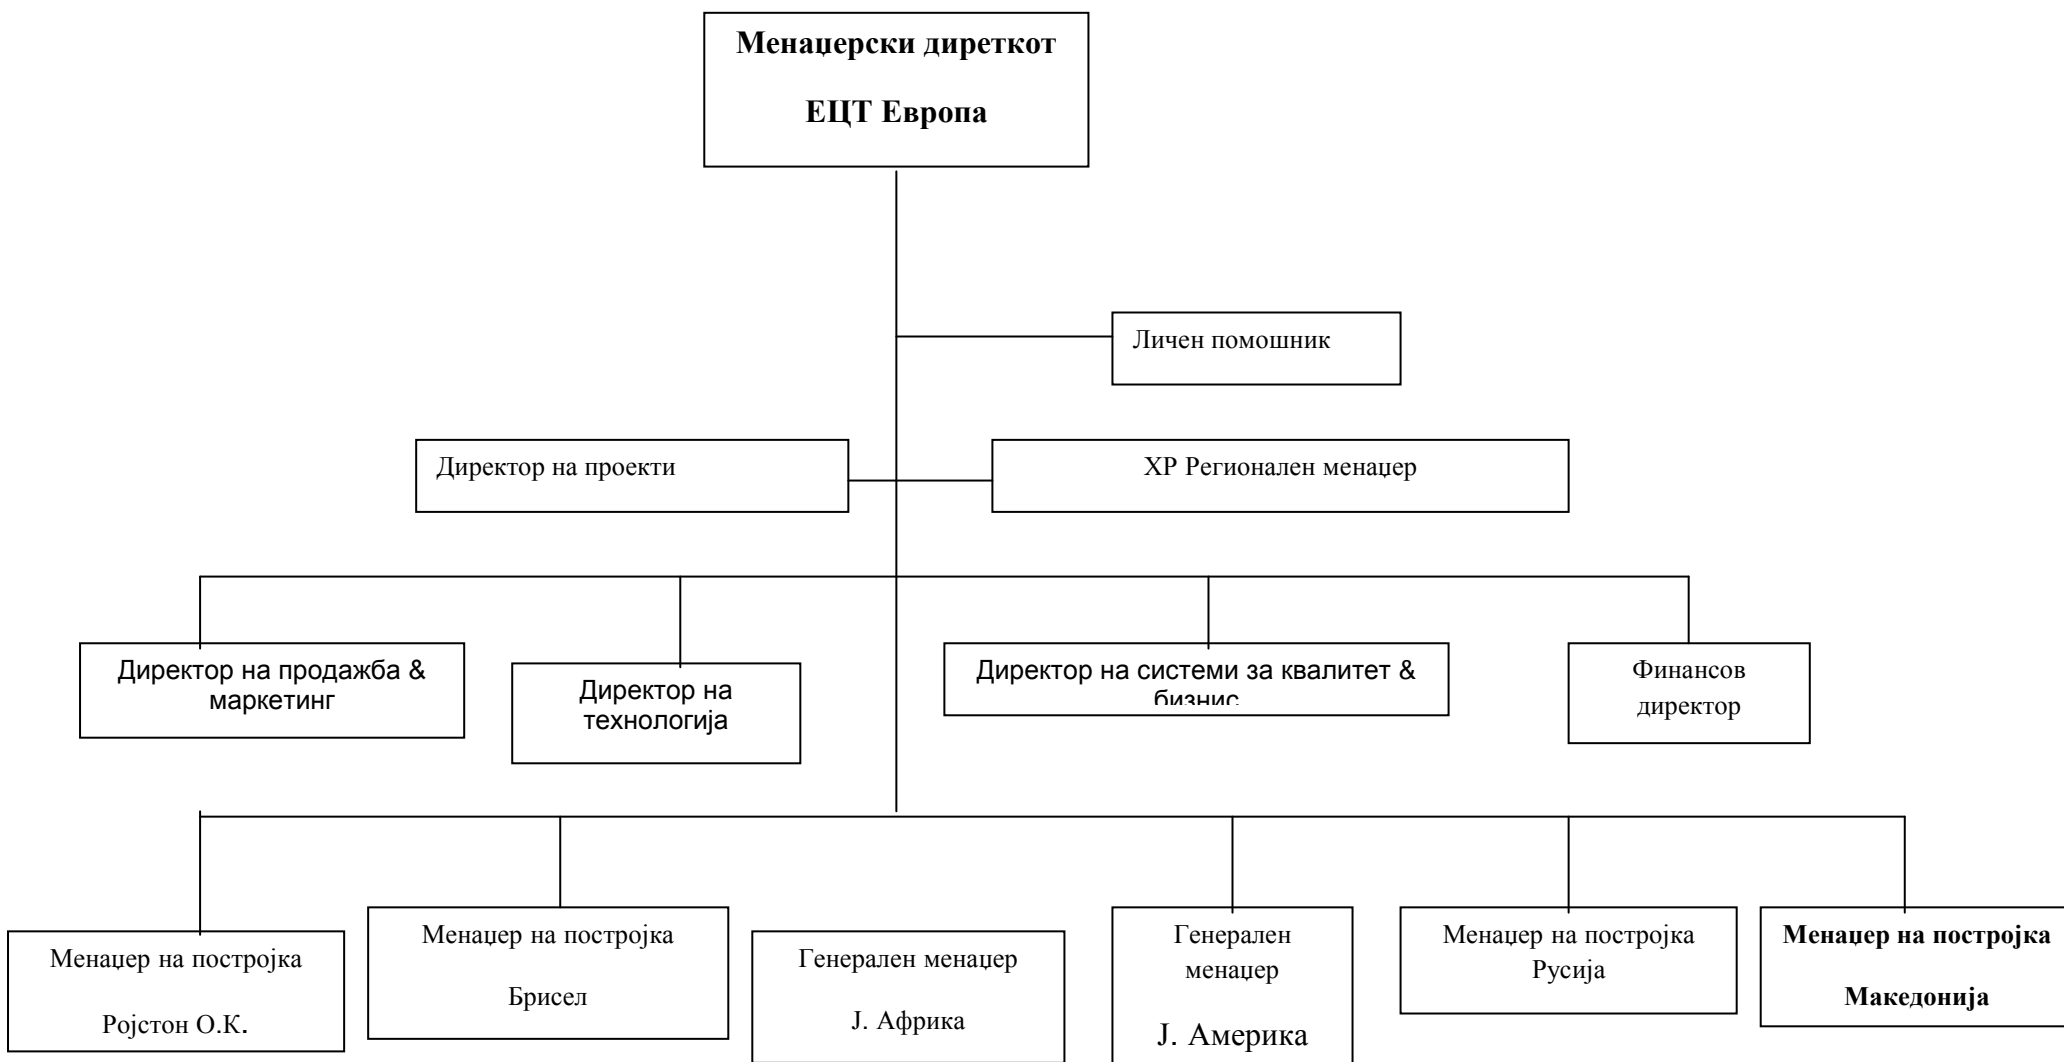 Менаџерски диреткот
ЕЦТ Европа
Личен помошник
Директор на проекти
ХР Регионален менаџер
Директор на продажба &
маркетинг
Директор на
технологија
Директор на системи за квалитет &
бизнис
Финансов
директор
Менаџер на постројка
Ројстон О.К.
Менаџер на постројка
Брисел
Генерален менаџер
Ј. Африка
Генерален
менаџер
Ј. Америка
Менаџер на постројка
Русија
Менаџер на постројка
Македонија